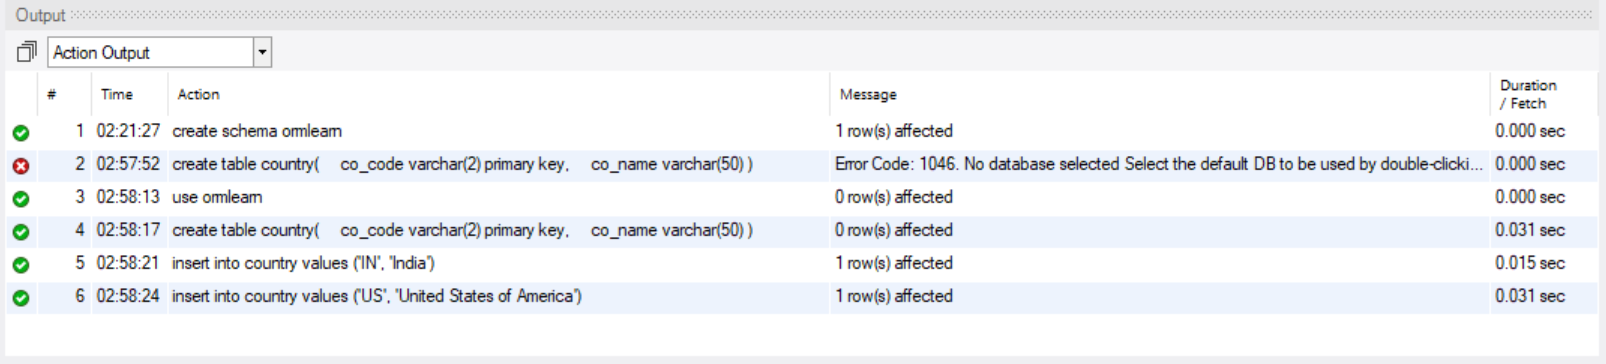 Output
Action Output
# Time Action Message Duration / Fetch
1 02:21:27 create schema ormlearn 1 row(s) affected 0.000 sec
2 02:57:52 create table country( co_code varchar(2) primary key, co_name varchar(50) ) Error Code: 1046. No database selected Select the default DB to be used by double-clicki... 0.000 sec
3 02:58:13 use ormlearn 0 row(s) affected 0.000 sec
4 02:58:17 create table country( co_code varchar(2) primary key, co_name varchar(50) ) 0 row(s) affected 0.031 sec
5 02:58:21 insert into country values ('IN', 'India') 1 row(s) affected 0.015 sec
6 02:58:24 insert into country values ('US', 'United States of America') 1 row(s) affected 0.031 sec